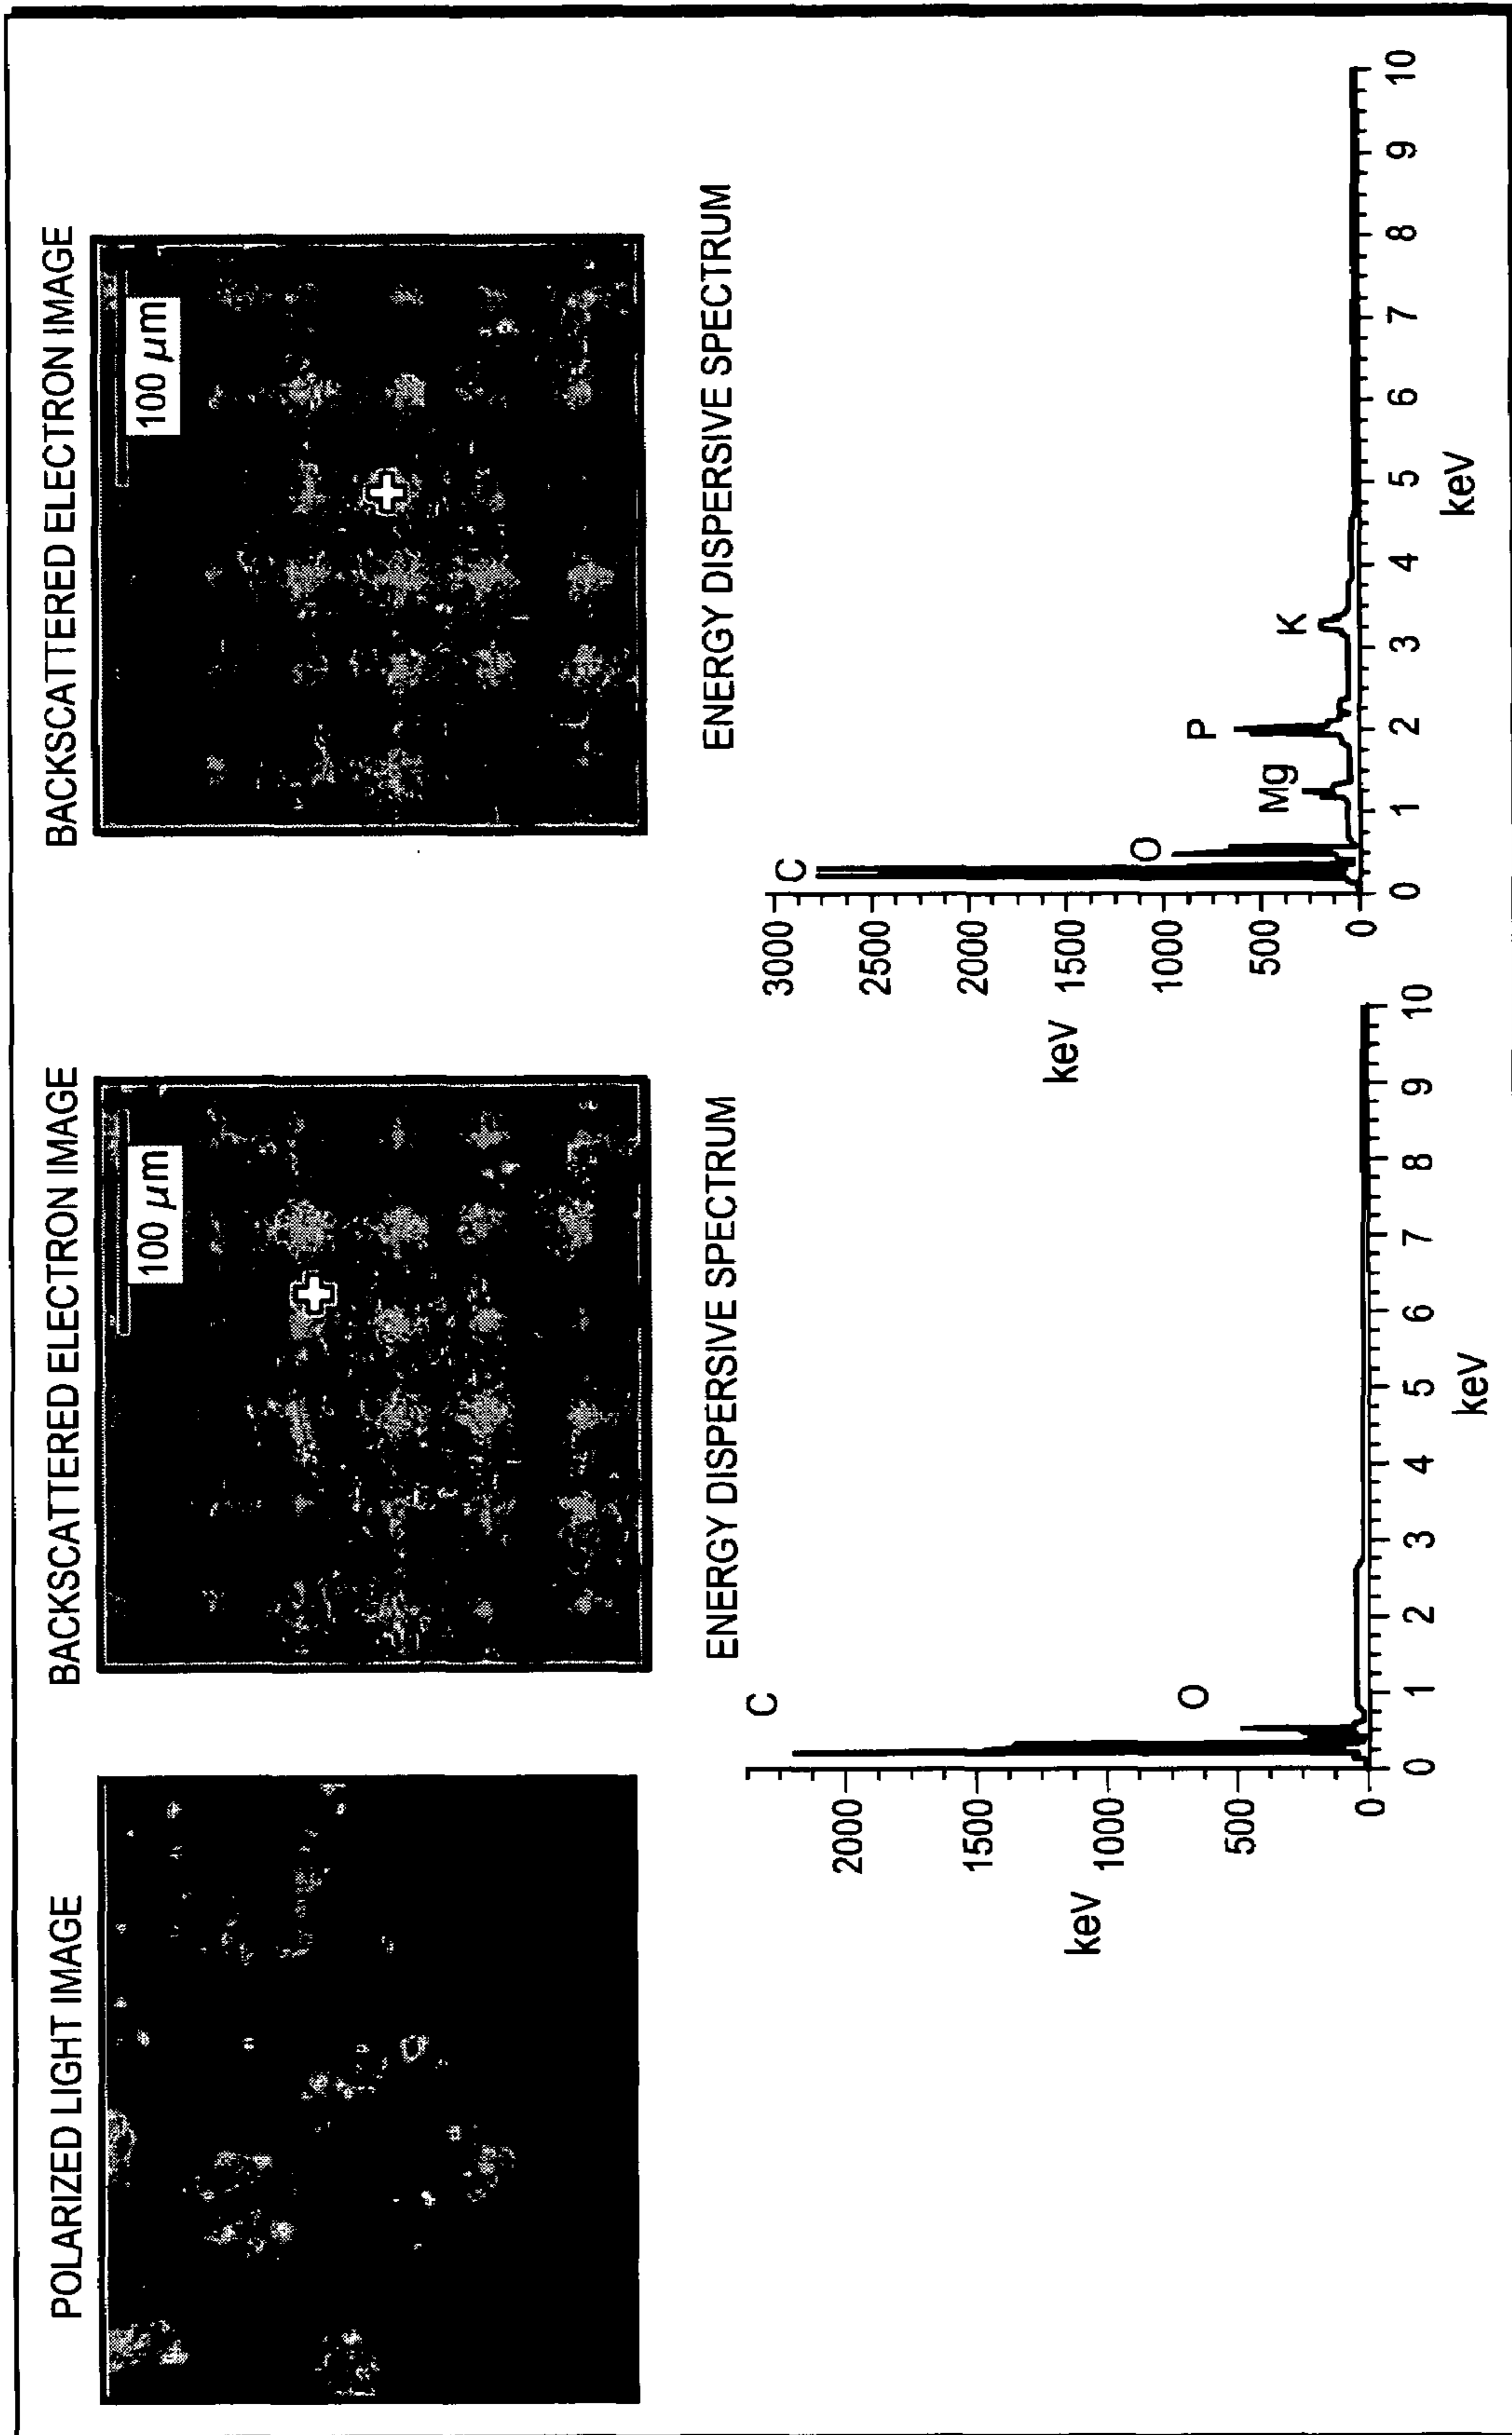 POLARIZED LIGHT IMAGE
BACKSCATTERED ELECTRON IMAGE
100 μm
BACKSCATTERED ELECTRON IMAGE
100 μm
ENERGY DISPERSIVE SPECTRUM
C
O
2000
1500
1000
500
0
keV
0 1 2 3 4 5 6 7 8 9 10
keV
ENERGY DISPERSIVE SPECTRUM
C
O
Mg
P
K
3000
2500
2000
1500
1000
500
0
keV
0 1 2 3 4 5 6 7 8 9 10
keV